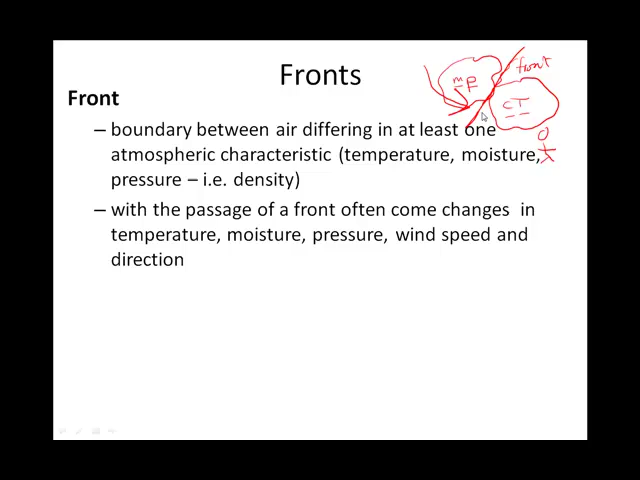 Fronts
front
mP
cT
Front
– boundary between air differing in at least one
atmospheric characteristic (temperature, moisture,
pressure – i.e. density)
– with the passage of a front often come changes in
temperature, moisture, pressure, wind speed and
direction